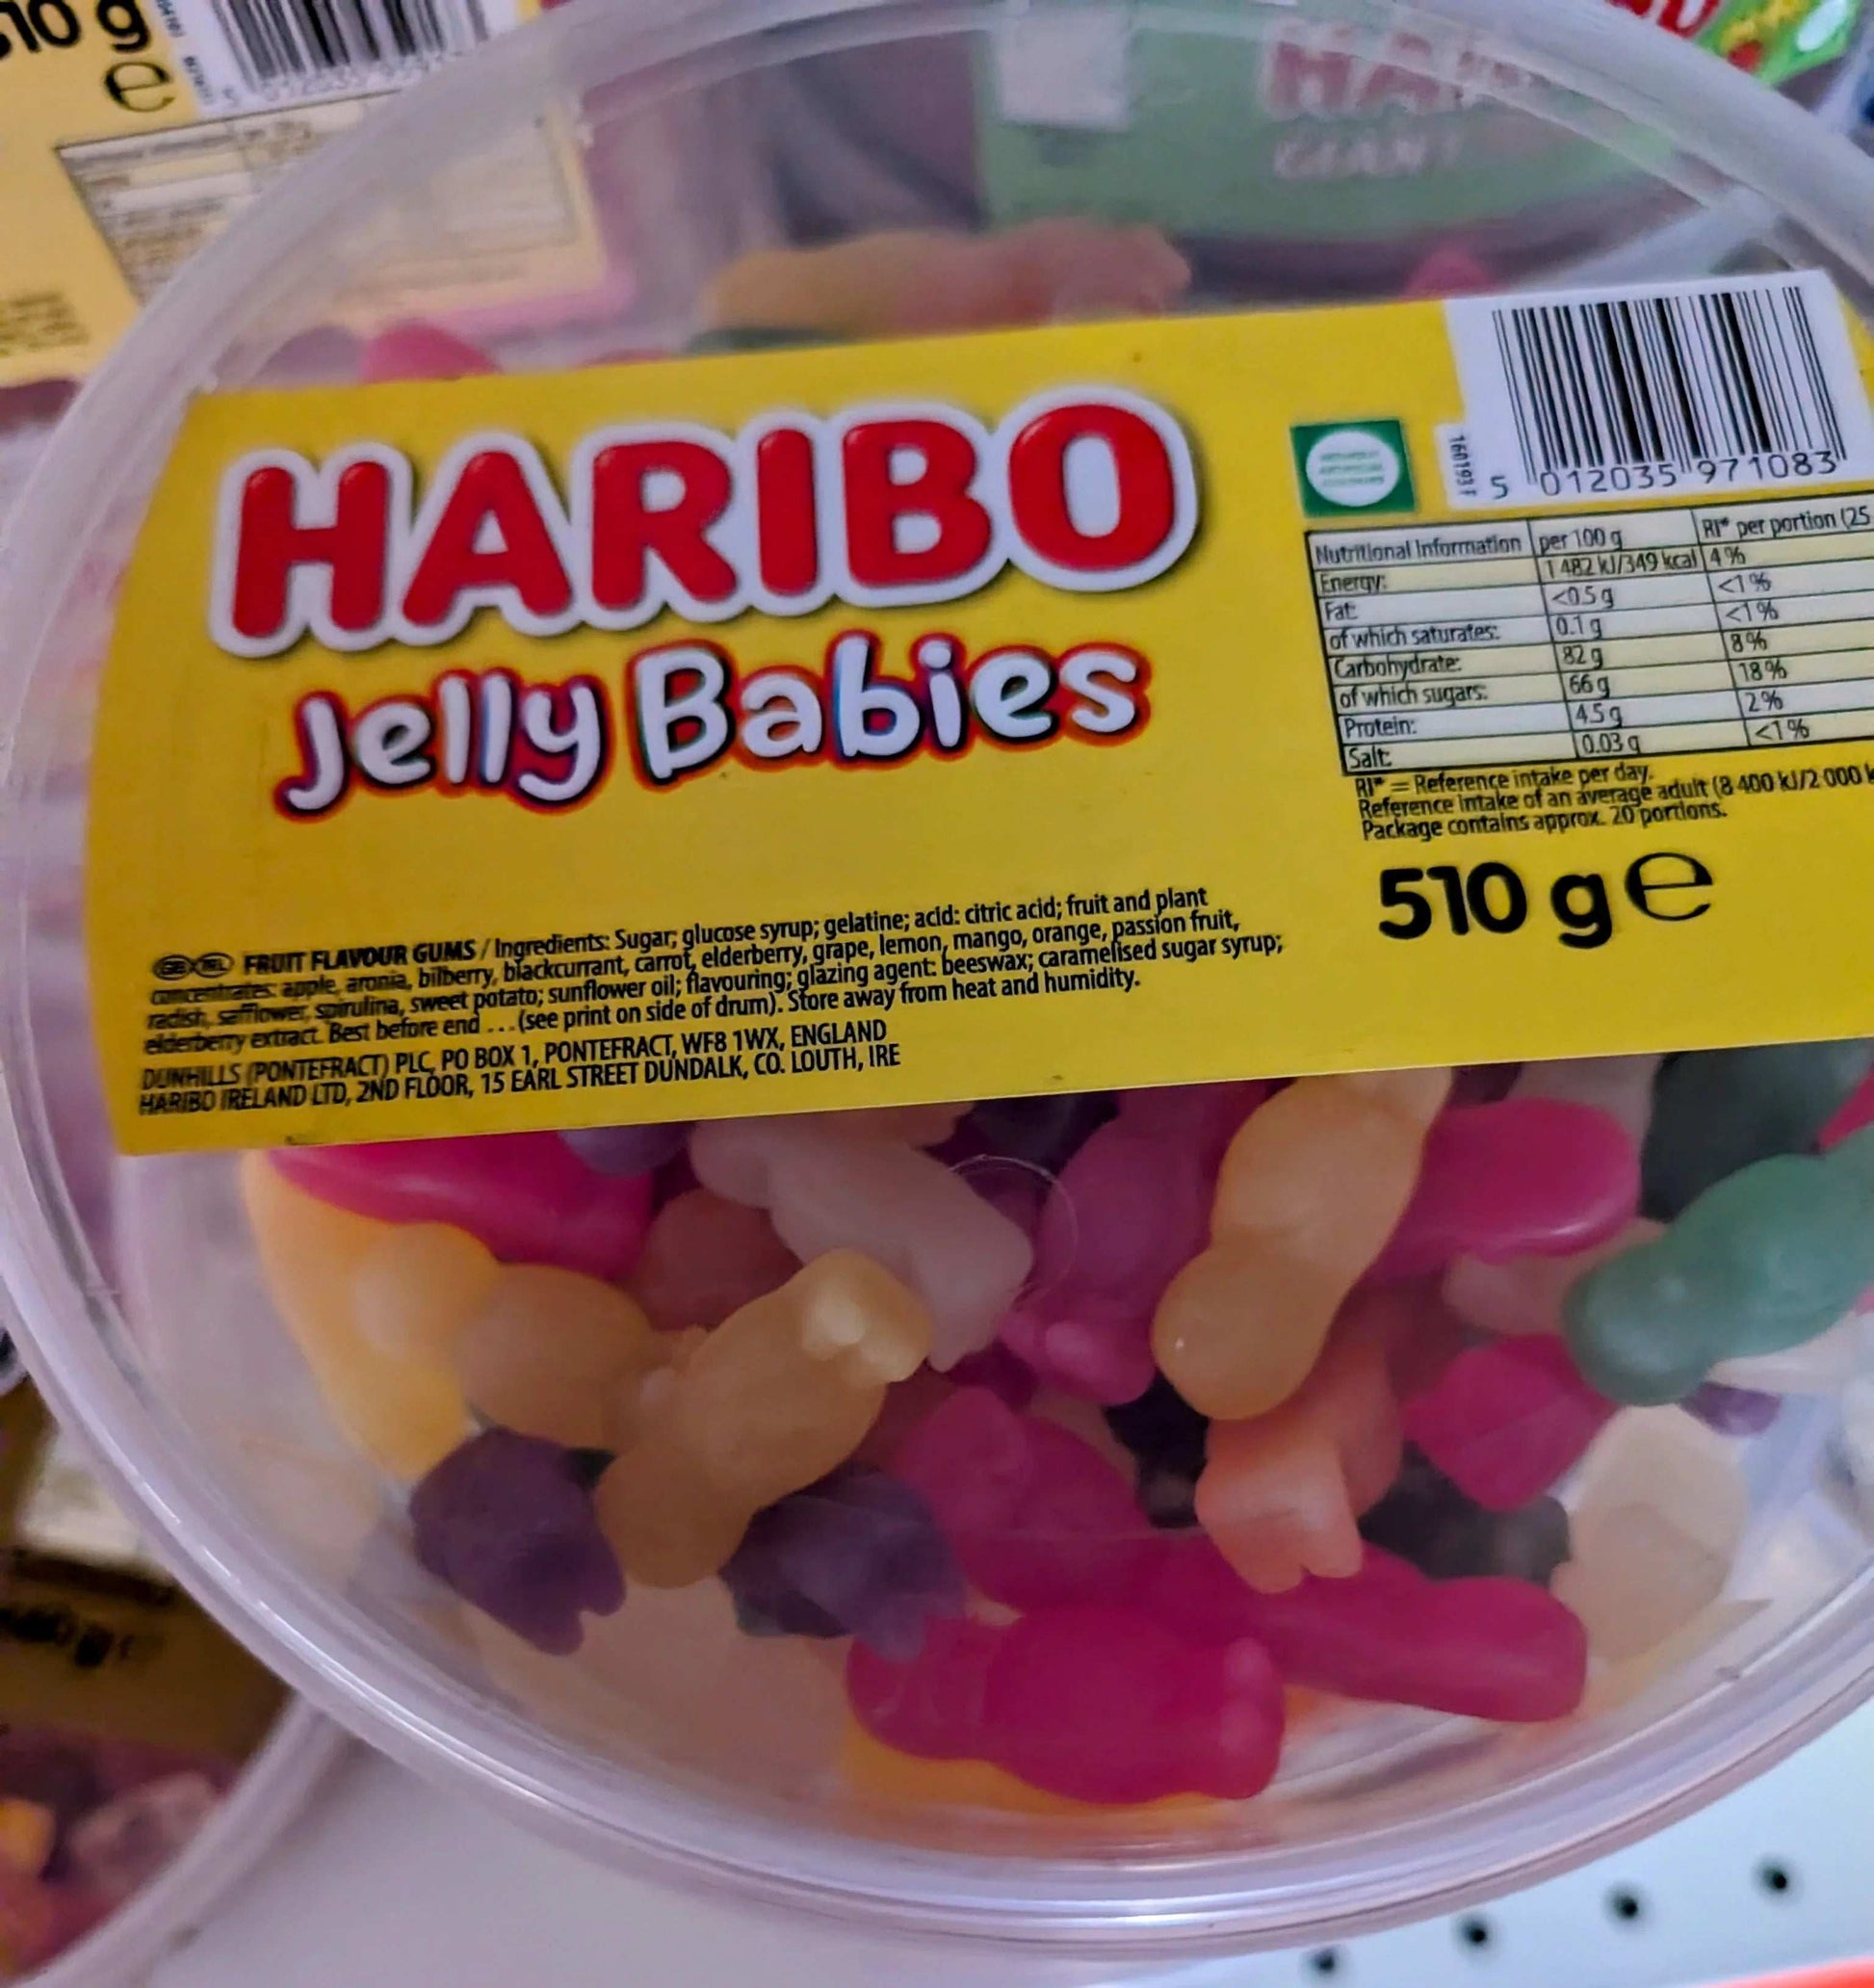 510 g
e
HARIBO
Jelly Babies
160193 F
5 012035 971083
Nutritional Information per 100 g RI* per portion (25
Energy: 1 482 kJ/349 kcal 4 %
Fat: <0.5 g <1 %
of which saturates: 0.1 g <1 %
Carbohydrate: 82 g 8 %
of which sugars: 66 g 18 %
Protein: 4.5 g 2 %
Salt: 0.03 g <1 %
RI* = Reference intake per day.
Reference intake of an average adult (8 400 kJ/2 000
Package contains approx. 20 portions.
510 g e
GB IRL FRUIT FLAVOUR GUMS / Ingredients: Sugar; glucose syrup; gelatine; acid: citric acid; fruit and plant
concentrates: apple, aronia, bilberry, blackcurrant, carrot, elderberry, grape, lemon, mango, orange, passion fruit,
radish, safflower, spirulina, sweet potato; sunflower oil; flavouring; glazing agent: beeswax; caramelised sugar syrup;
elderberry extract. Best before end ... (see print on side of drum). Store away from heat and humidity.
DUNHILLS (PONTEFRACT) PLC, PO BOX 1, PONTEFRACT, WF8 1WX, ENGLAND
HARIBO IRELAND LTD, 2ND FLOOR, 15 EARL STREET DUNDALK, CO. LOUTH, IRE